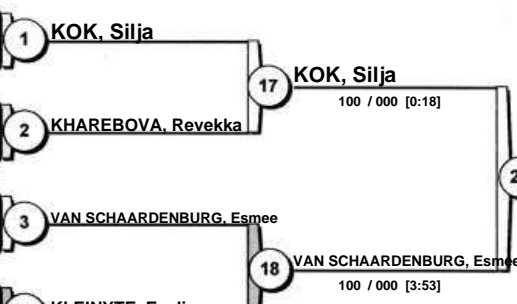 1
KOK, Silja
17
KOK, Silja
100 / 000 [0:18]
2
KHAREBOVA, Revekka
3
VAN SCHAARDENBURG, Esmee
18
VAN SCHAARDENBURG, Esmee
100 / 000 [3:53]